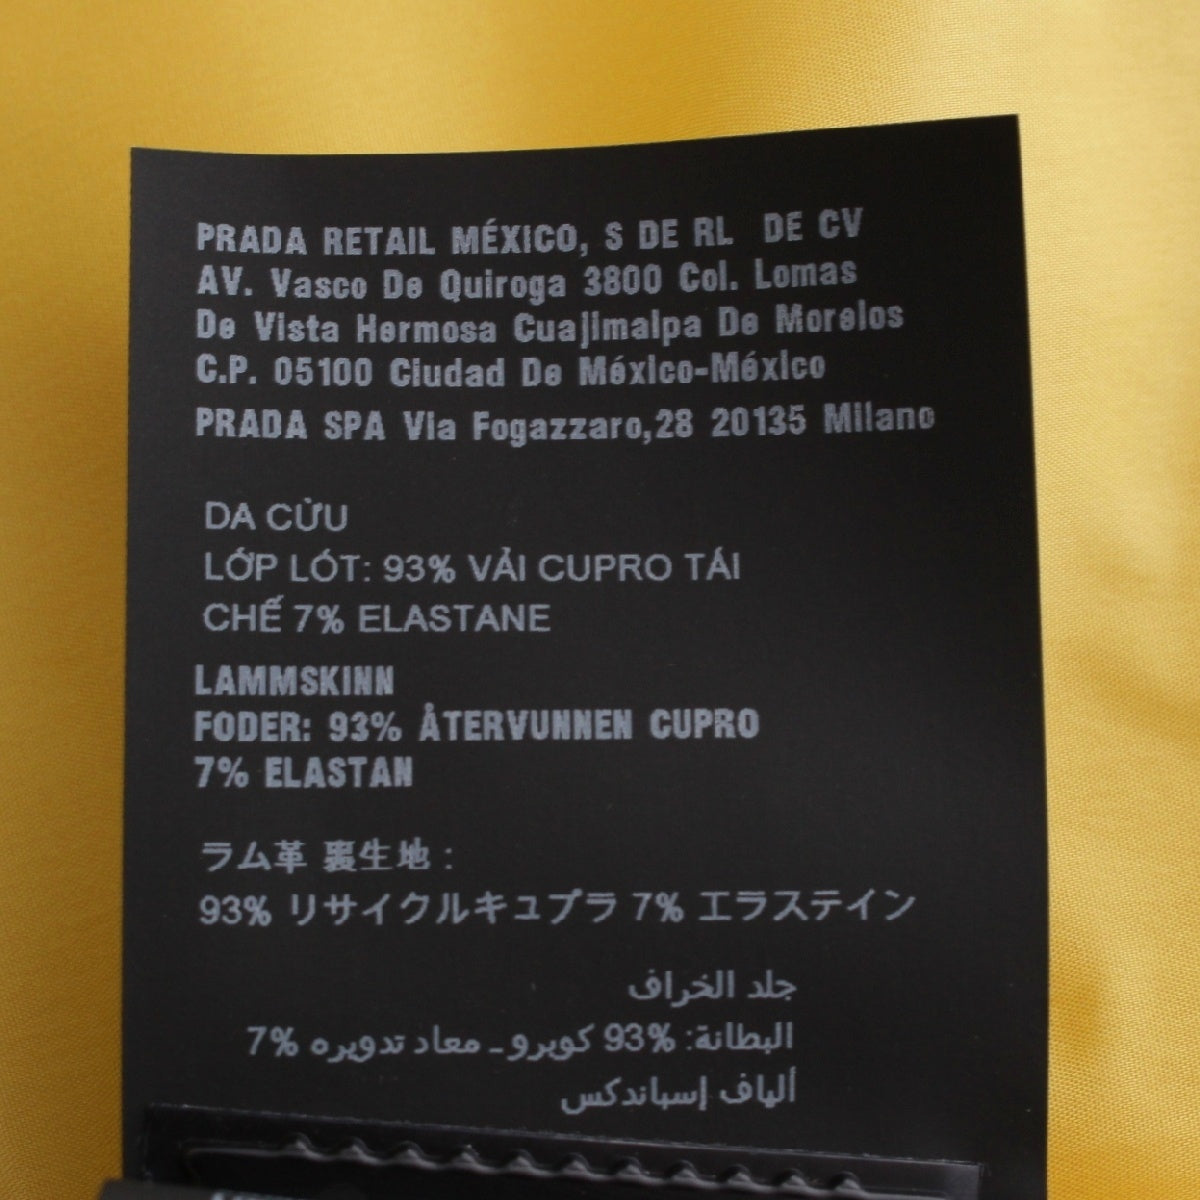 PRADA RETAIL MÉXICO, S DE RL DE CV
AV. Vasco De Quiroga 3800 Col. Lomas
De Vista Hermosa Cuajimalpa De Morelos
C.P. 05100 Ciudad De México-México
PRADA SPA Via Fogazzaro,28 20135 Milano
DA CỪU
LỚP LÓT: 93% VẢI CUPRO TÁI
CHẾ 7% ELASTANE
LAMMSKINN
FODER: 93% ÅTERVUNNEN CUPRO
7% ELASTAN
ラム革 裏生地 :
93% リサイクルキュプラ 7% エラステイン
جلد الخراف
البطانة: 93% كوبرو ـ معاد تدويره 7%
ألياف إسباندكس